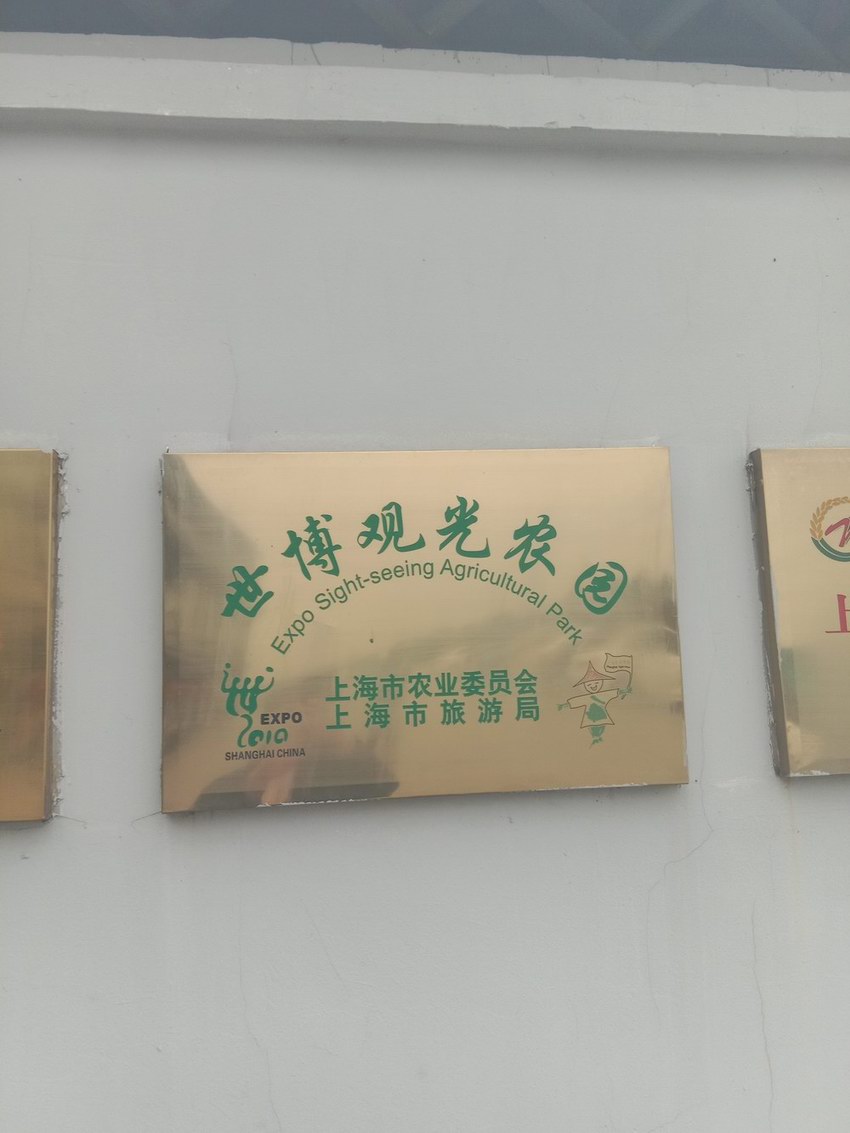 世博观光农园
Expo Sight-seeing Agricultural Park
上海市农业委员会
上海市旅游局
EXPO
2010
SHANGHAI CHINA
上